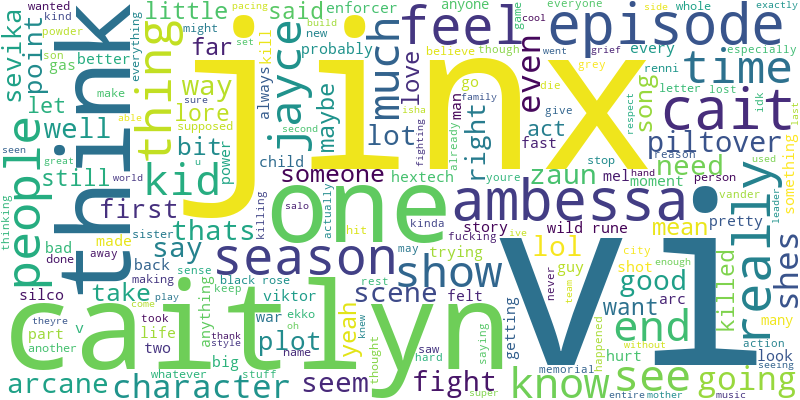 jinx
vi
caitlyn
think
one
cait
ambessa
season
episode
feel
time
show
people
thing
kid
jayce
much
even
really
know
see
end
going
good
character
arcane
fight
seem
plot
scene
say
take
first
way
far
said
little
point
sevika
let
well
still
bit
lore
gas
better
probably
enforcer
might
always
kill
maybe
love
lot
man
go
act
fast
right
song
every
letter
lost
idk
piltover
need
zaun
mel
hand
moment
person
vander
mean
pretty
wild rune
story
trying
someone
hextech
youre
child
power
supposed
thats
sister
killing
salo
actually
hit
kinda
fucking
ive
may
felt
lol
guy
shot
city
enough
arc
never
team
want
killed
shes
look
many
something
last
used
leader
reason
stop
die
give
respect
isha
already
fighting
family
believe
though
went
grief
grey
renni
son
especially
whole
everyone
anyone
cool
side
exactly
game
build
new
set
pacing
wanted
kind
powder
everything
make
able
sure
second
u
made
away
back
making
sense
keep
black rose
viktor
ekko
oh
war
name
rest
knew
yeah
thought
saw
hard
saying
super
getting
memorial
happened
without
hurt
action
seeing
music
entire
mother
anything
big
stuff
thank
style
life
two
whatever
took
come
play
another
part
v
theyre
silco
bad
done
world
great
seen
thinking